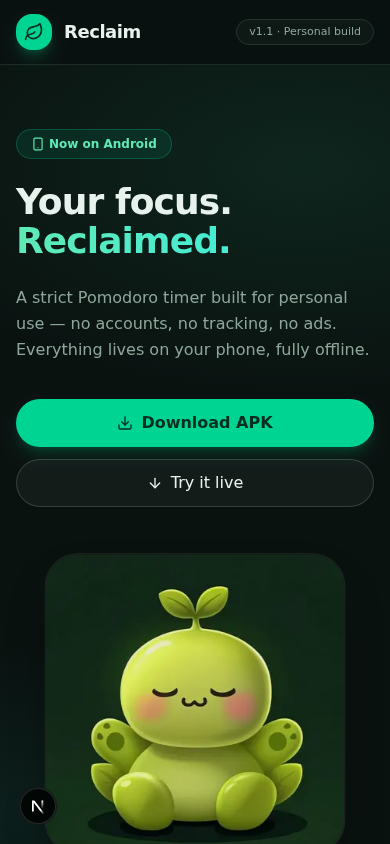 Reclaim
v1.1 · Personal build
Now on Android
Your focus.
Reclaimed.
A strict Pomodoro timer built for personal
use — no accounts, no tracking, no ads.
Everything lives on your phone, fully offline.
Download APK
Try it live
N